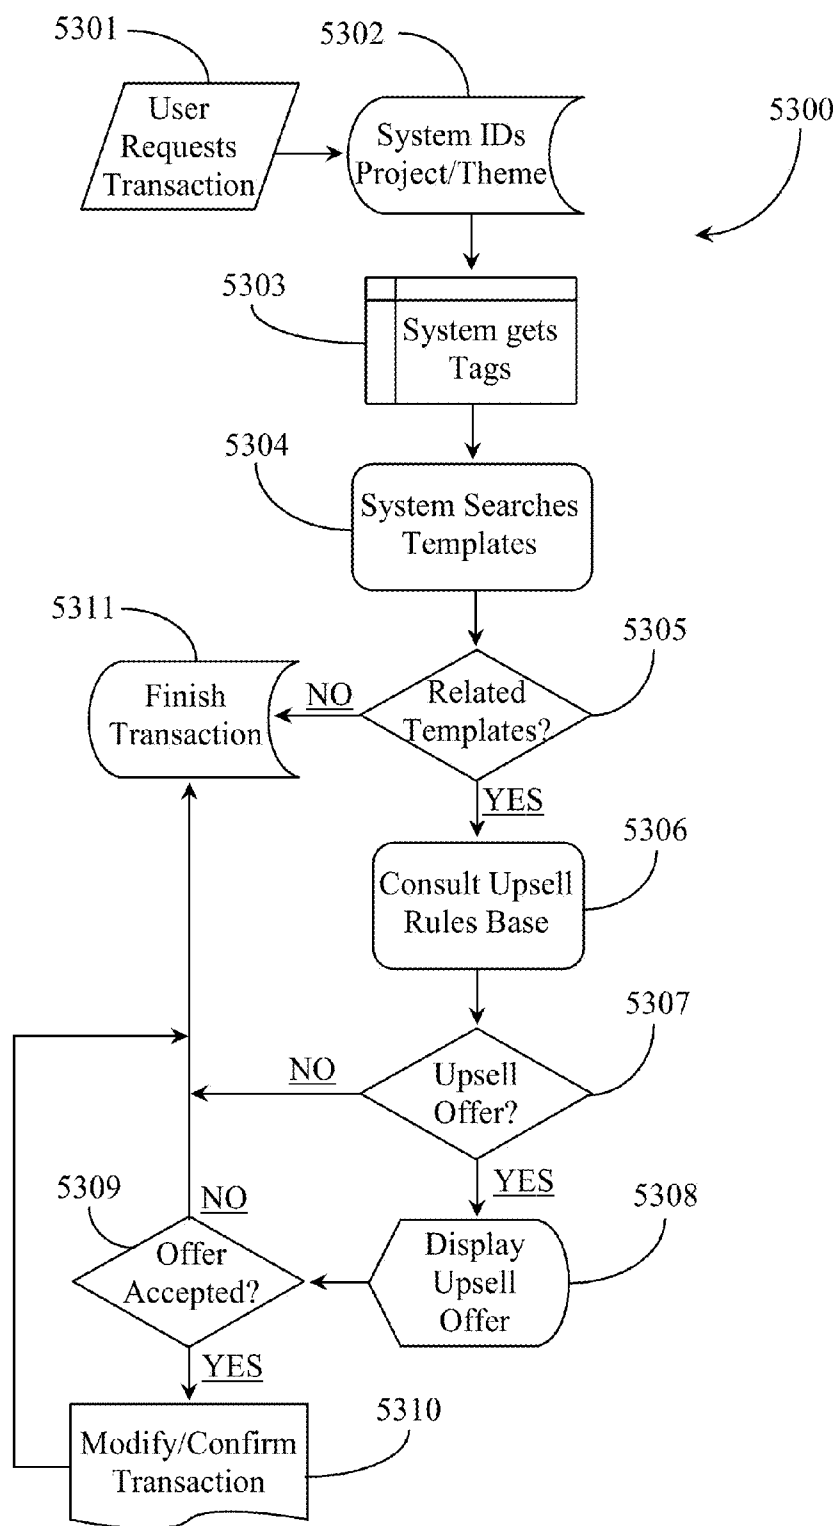 5301
5302
5300
User
Requests
Transaction
System IDs
Project/Theme
5303
System gets
Tags
5304
System Searches
Templates
5311
5305
Finish
Transaction
NO
Related
Templates?
YES
5306
Consult Upsell
Rules Base
5307
NO
Upsell
Offer?
YES
5309
NO
5308
Offer
Accepted?
Display
Upsell
Offer
YES
5310
Modify/Confirm
Transaction